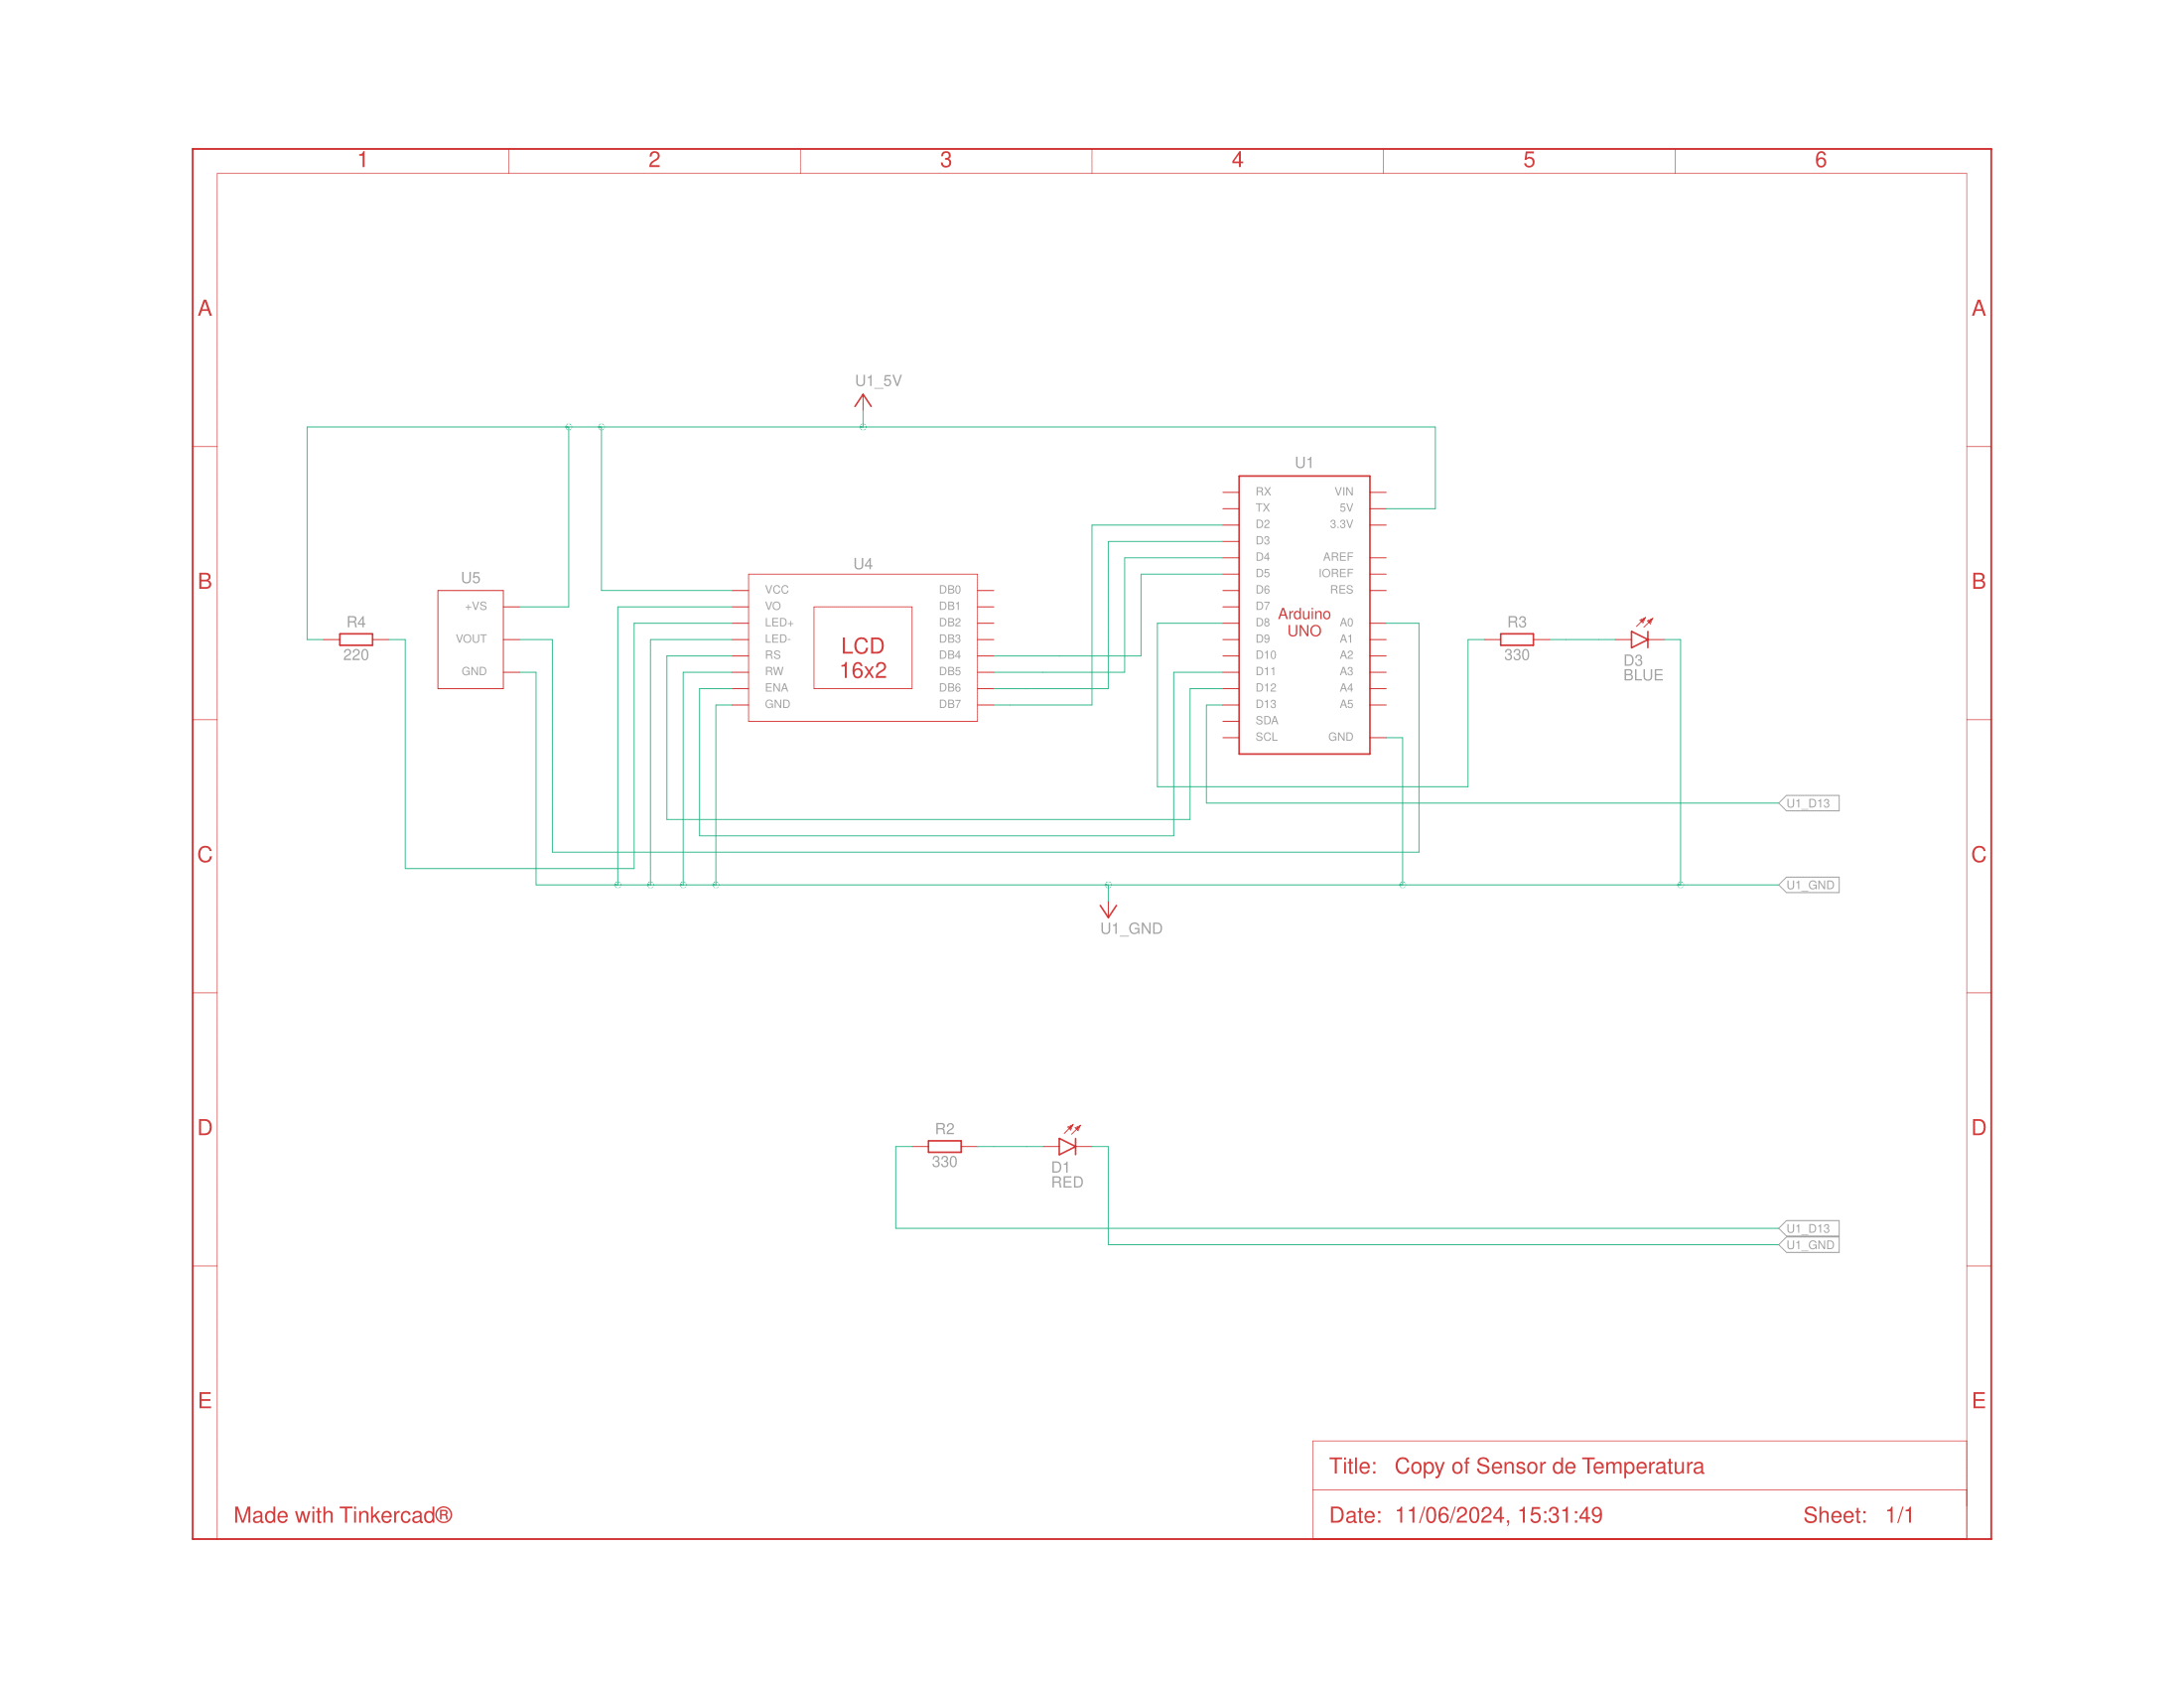 1 2 3 4 5 6
A A
U1_5V
U1
RX VIN
TX 5V
D2 3.3V
D3
D4 AREF
D5 IOREF
D6 RES
D7
Arduino
UNO
D8 A0
D9 A1
D10 A2
D11 A3
D12 A4
D13 A5
SDA
SCL GND
B B
U5
+VS
VOUT
GND
R4
220
U4
VCC DB0
VO DB1
LED+ DB2
LED- DB3
RS DB4
RW DB5
ENA DB6
GND DB7
LCD
16x2
R3
330
D3
BLUE
U1_D13
C C
U1_GND
U1_GND
D D
R2
330
D1
RED
U1_D13
U1_GND
E E
Title: Copy of Sensor de Temperatura
Made with Tinkercad®
Date: 11/06/2024, 15:31:49 Sheet: 1/1